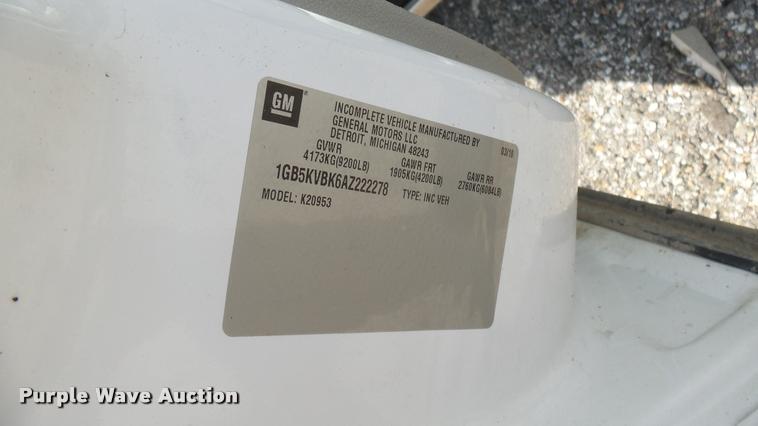 GM
INCOMPLETE VEHICLE MANUFACTURED BY
GENERAL MOTORS LLC
DETROIT, MICHIGAN 48243
03/10
GVWR GAWR FRT GAWR RR
4173KG(9200LB) 1905KG(4200LB) 2760KG(6084LB)
1GB5KVBK6AZ222278 TYPE: INC VEH
MODEL: K20953
Purple Wave Auction